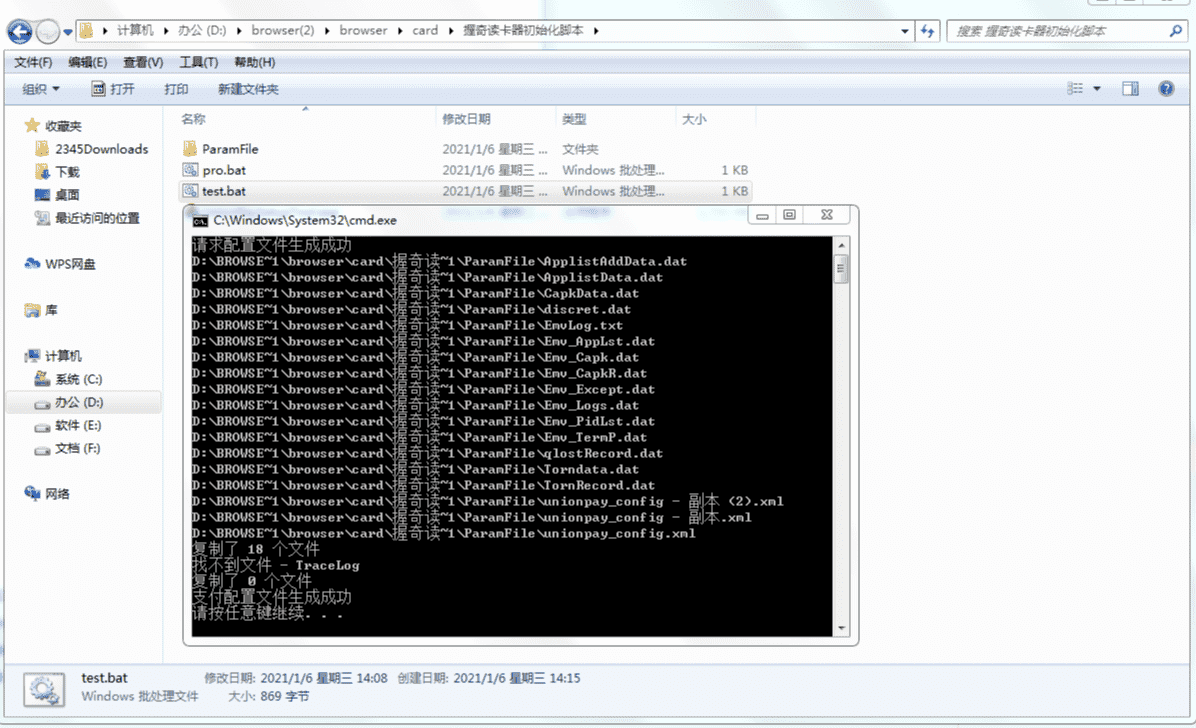 计算机 办公 (D:) browser(2) browser card 握奇读卡器初始化脚本
搜索 握奇读卡器初始化脚本
文件(F) 编辑(E) 查看(V) 工具(T) 帮助(H)
组织 打开 打印 新建文件夹
收藏夹
2345Downloads
下载
桌面
最近访问的位置
WPS网盘
库
计算机
系统 (C:)
办公 (D:)
软件 (E:)
文档 (F:)
网络
名称 修改日期 类型 大小
ParamFile 2021/1/6 星期三 ... 文件夹
pro.bat 2021/1/6 星期三 ... Windows 批处理... 1 KB
test.bat 2021/1/6 星期三 ... Windows 批处理... 1 KB
C:\Windows\System32\cmd.exe
请求配置文件生成成功
D:\BROWSE~1\browser\card\握奇读~1\ParamFile\ApplistAddData.dat
D:\BROWSE~1\browser\card\握奇读~1\ParamFile\ApplistData.dat
D:\BROWSE~1\browser\card\握奇读~1\ParamFile\CapkData.dat
D:\BROWSE~1\browser\card\握奇读~1\ParamFile\discret.dat
D:\BROWSE~1\browser\card\握奇读~1\ParamFile\EmvLog.txt
D:\BROWSE~1\browser\card\握奇读~1\ParamFile\Emv_AppLst.dat
D:\BROWSE~1\browser\card\握奇读~1\ParamFile\Emv_Capk.dat
D:\BROWSE~1\browser\card\握奇读~1\ParamFile\Emv_CapkR.dat
D:\BROWSE~1\browser\card\握奇读~1\ParamFile\Emv_Except.dat
D:\BROWSE~1\browser\card\握奇读~1\ParamFile\Emv_Logs.dat
D:\BROWSE~1\browser\card\握奇读~1\ParamFile\Emv_PidLst.dat
D:\BROWSE~1\browser\card\握奇读~1\ParamFile\Emv_TermP.dat
D:\BROWSE~1\browser\card\握奇读~1\ParamFile\qlostRecord.dat
D:\BROWSE~1\browser\card\握奇读~1\ParamFile\Torndata.dat
D:\BROWSE~1\browser\card\握奇读~1\ParamFile\TornRecord.dat
D:\BROWSE~1\browser\card\握奇读~1\ParamFile\unionpay_config - 副本 (2).xml
D:\BROWSE~1\browser\card\握奇读~1\ParamFile\unionpay_config - 副本.xml
D:\BROWSE~1\browser\card\握奇读~1\ParamFile\unionpay_config.xml
复制了 18 个文件
找不到文件 - TraceLog
复制了 0 个文件
支付配置文件生成成功
请按任意键继续. . .
test.bat 修改日期: 2021/1/6 星期三 14:08 创建日期: 2021/1/6 星期三 14:15
Windows 批处理文件 大小: 869 字节